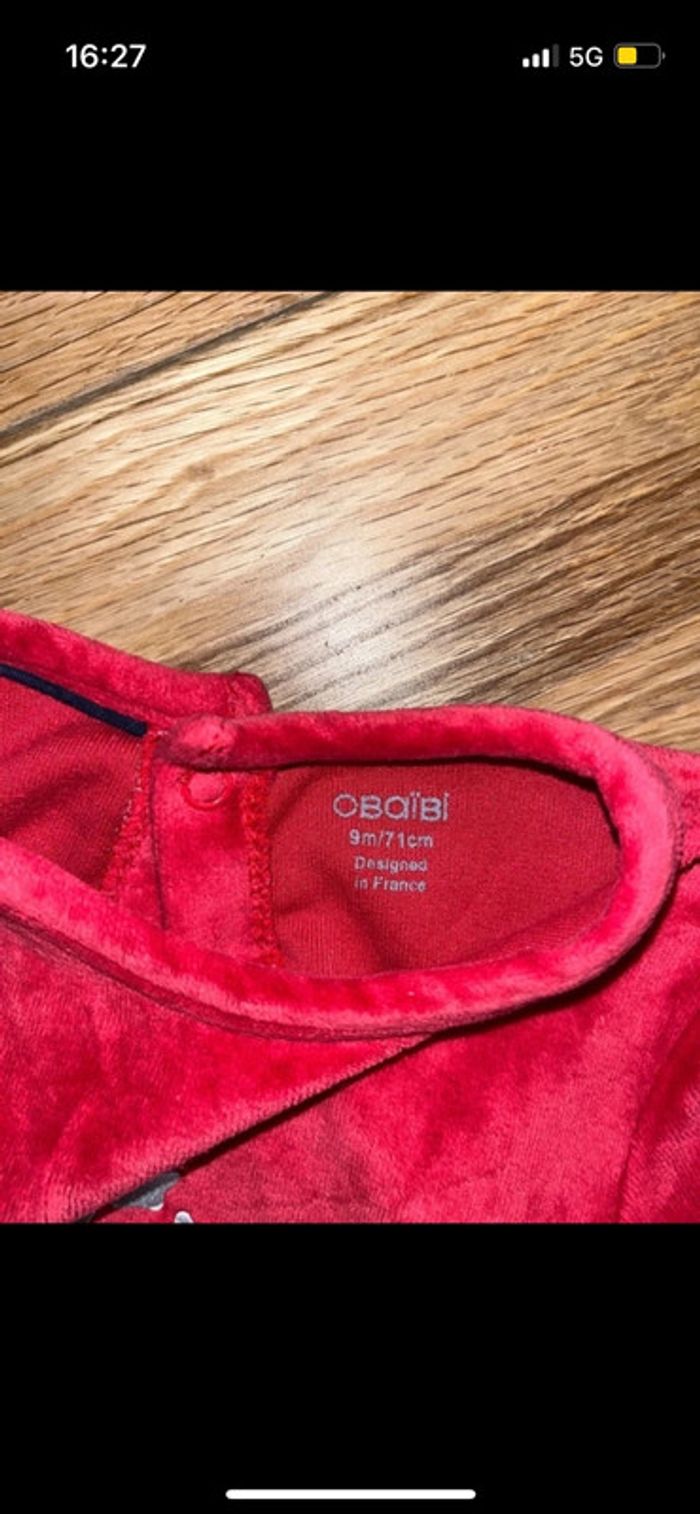 16:27
5G
OBaïBi
9m/71cm
Designed
in France